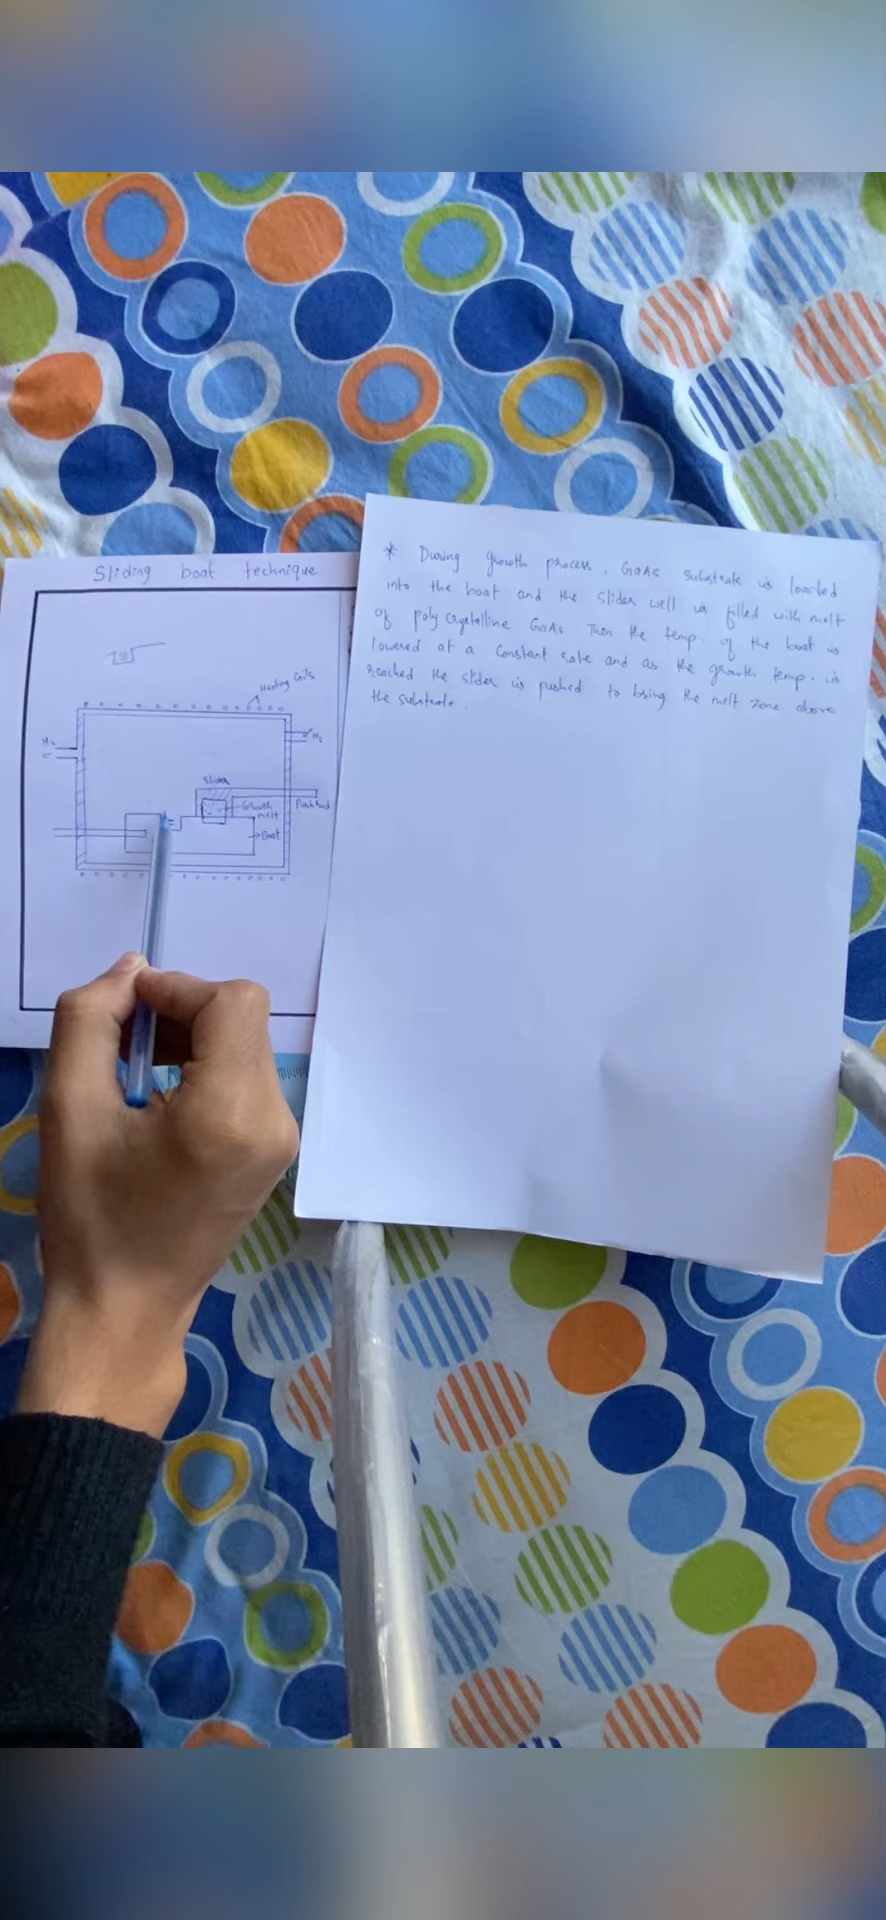 Sliding boat technique
Heating Coils
H₂
H₂
Slider
Push Rod
Growth
melt
Boat
* During growth process, GaAs substrate is loaded
into the boat and the slider well is filled with melt
of poly crystalline GaAs Then the temp. of the boat is
lowered at a constant rate and as the growth temp. is
reached the slider is pushed to bring the melt zone above
the substrate.